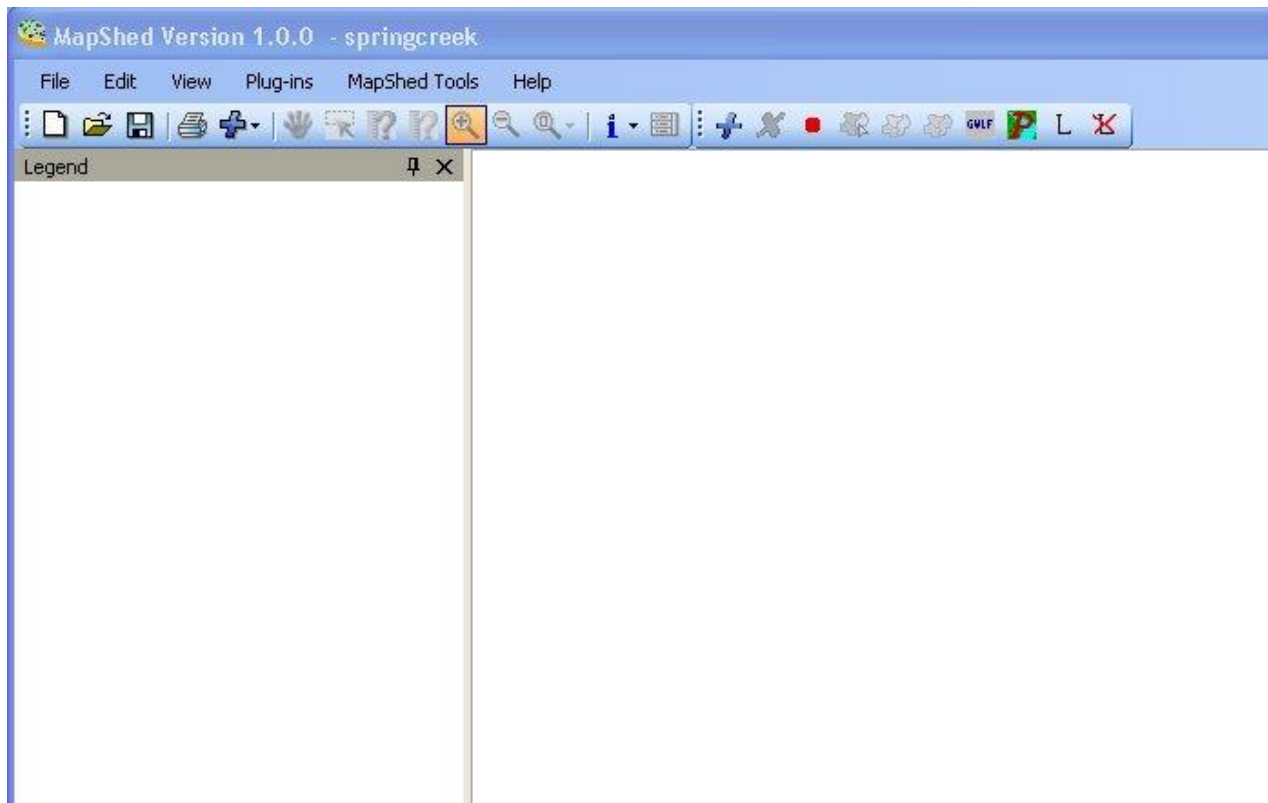 MapShed Version 1.0.0 - springcreek
File Edit View Plug-ins MapShed Tools Help
i GWLF P L L
Legend